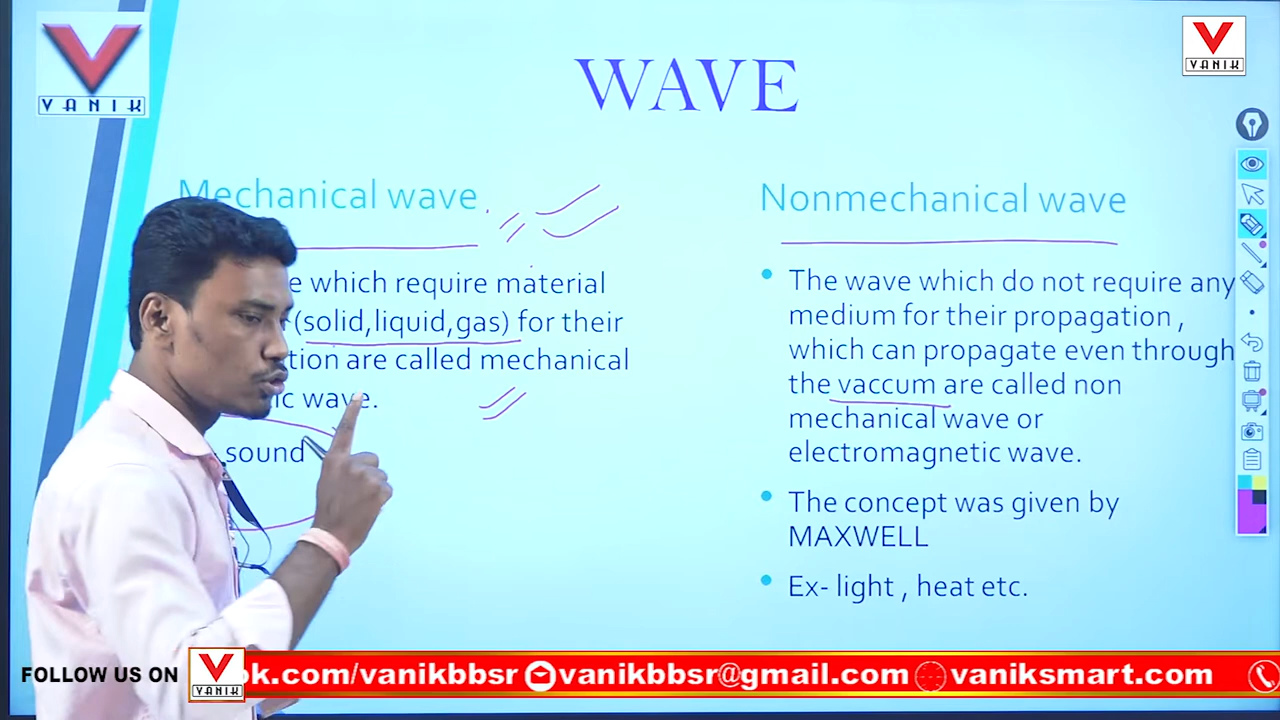 VANIK
VANIK
WAVE
Mechanical wave
which require material
(solid,liquid,gas) for their
are called mechanical
wave.
sound
Nonmechanical wave
• The wave which do not require any
medium for their propagation ,
which can propagate even through
the vaccum are called non
mechanical wave or
electromagnetic wave.
• The concept was given by
MAXWELL
• Ex- light , heat etc.
FOLLOW US ON
VANIK
ok.com/vanikbbsr vanikbbsr@gmail.com vaniksmart.com